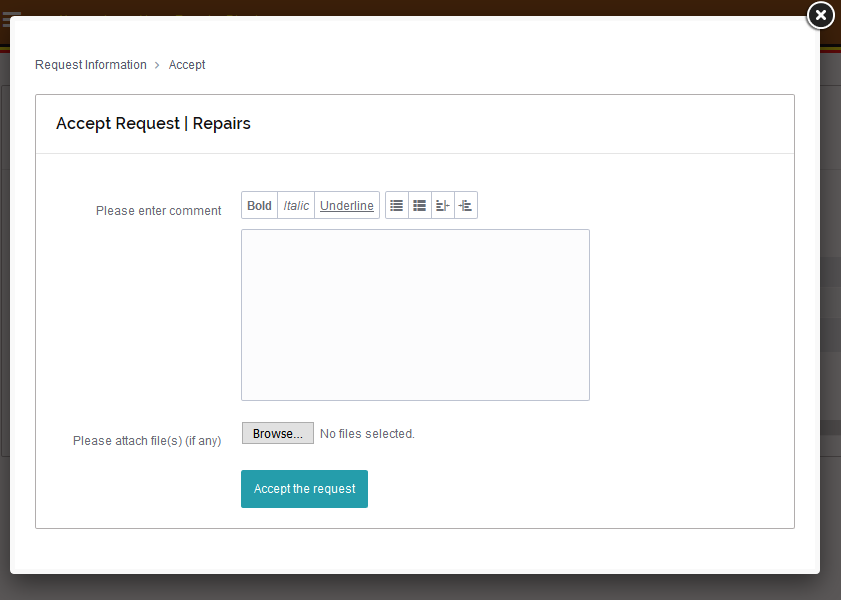 Request Information > Accept
Accept Request | Repairs
Please enter comment
Bold Italic Underline
Please attach file(s) (if any)
Browse... No files selected.
Accept the request